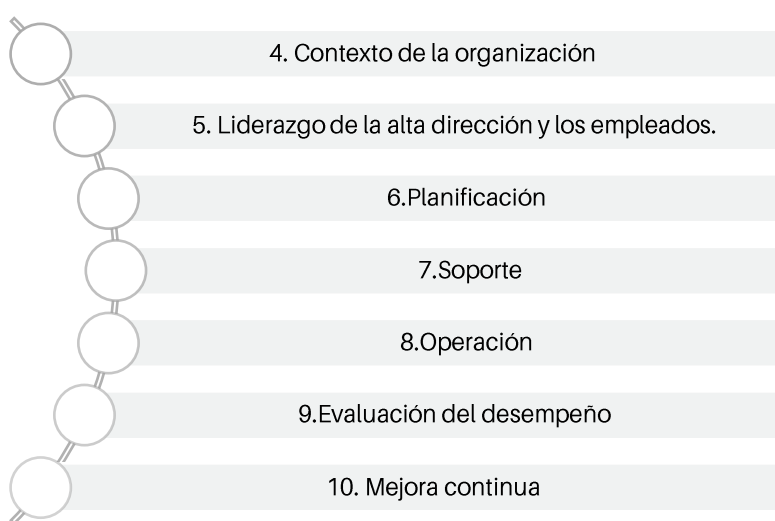 4. Contexto de la organización
5. Liderazgo de la alta dirección y los empleados.
6.Planificación
7.Soporte
8.Operación
9.Evaluación del desempeño
10. Mejora continua